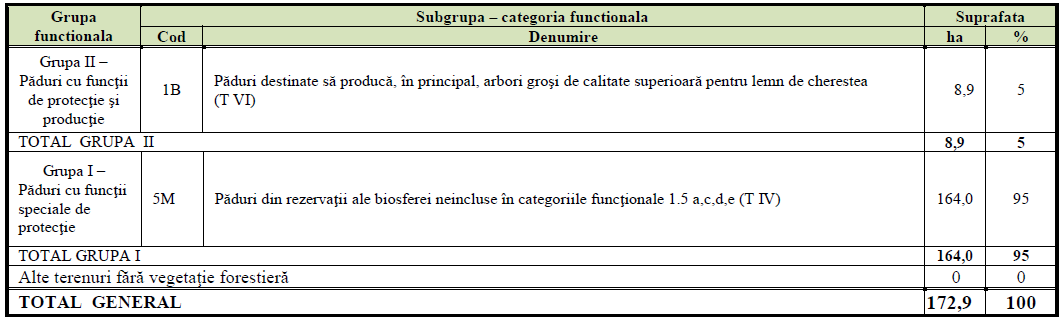 Grupa functionala Subgrupa – categoria functionala Suprafata
Cod Denumire ha %
Grupa II –
Păduri cu funcţii
de protecţie şi
producţie
1B
Păduri destinate să producă, în principal, arbori groşi de calitate superioară pentru lemn de cherestea
(T VI)
8,9 5
TOTAL GRUPA II 8,9 5
Grupa I –
Păduri cu funcţii
speciale de
protecţie
5M Păduri din rezervaţii ale biosferei neincluse în categoriile funcţionale 1.5 a,c,d,e (T IV) 164,0 95
TOTAL GRUPA I 164,0 95
Alte terenuri fără vegetaţie forestieră 0 0
TOTAL GENERAL 172,9 100